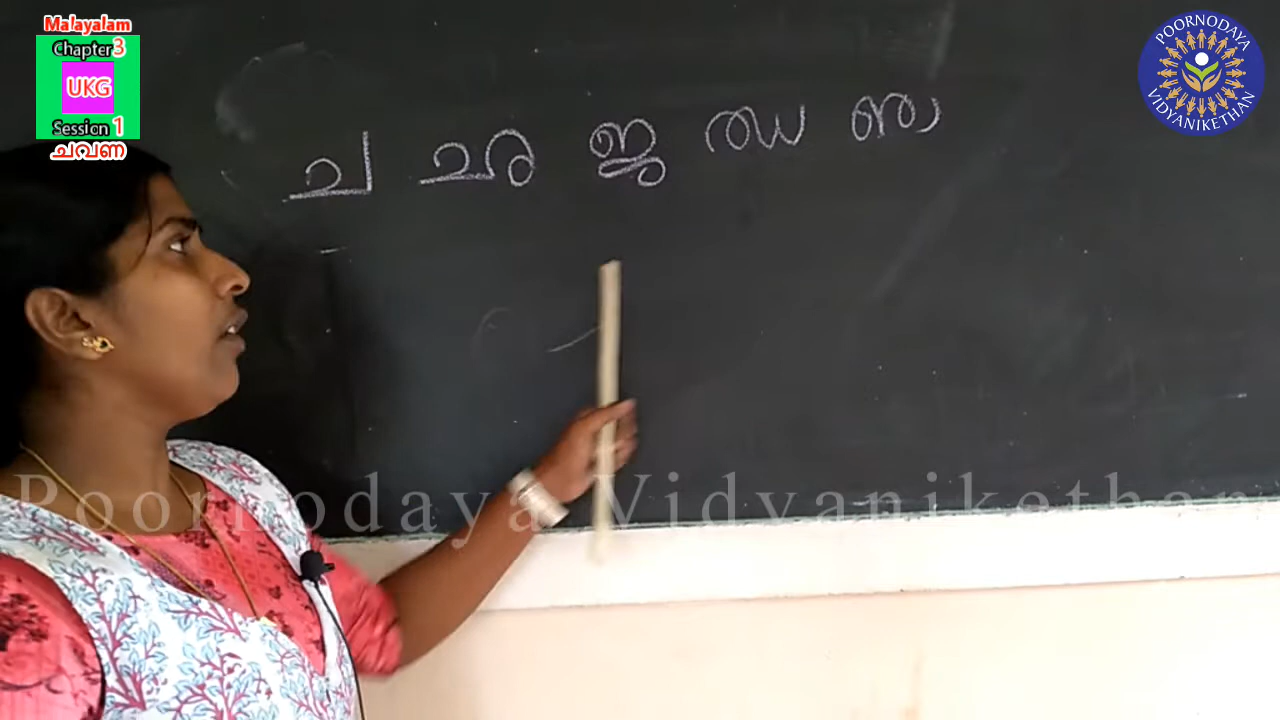 Malayalam
Chapter 3
UKG
Session 1
ചവണ
POORNODAYA
VIDYANIKETHAN
ച ഛ ജ ഝ ഞ
Poornodaya Vidyanikethan